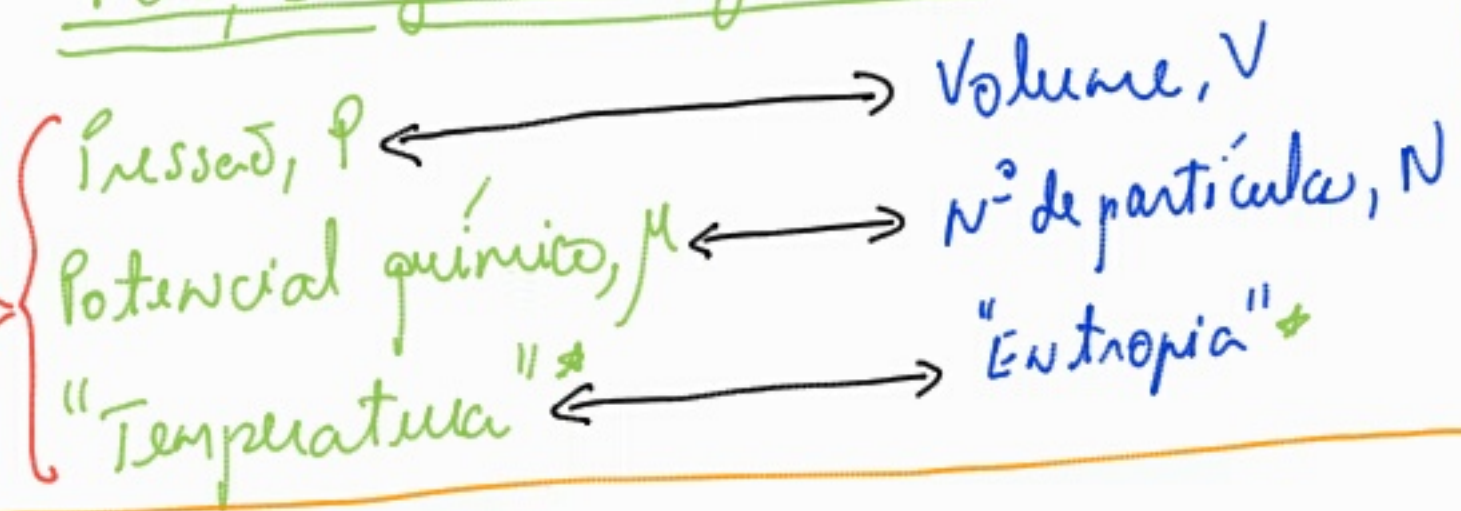 Pressão, P ⟷ Volume, V
Potencial químico, μ ⟷ Nº de partículas, N
"Temperatura"* ⟷ "Entropia"*